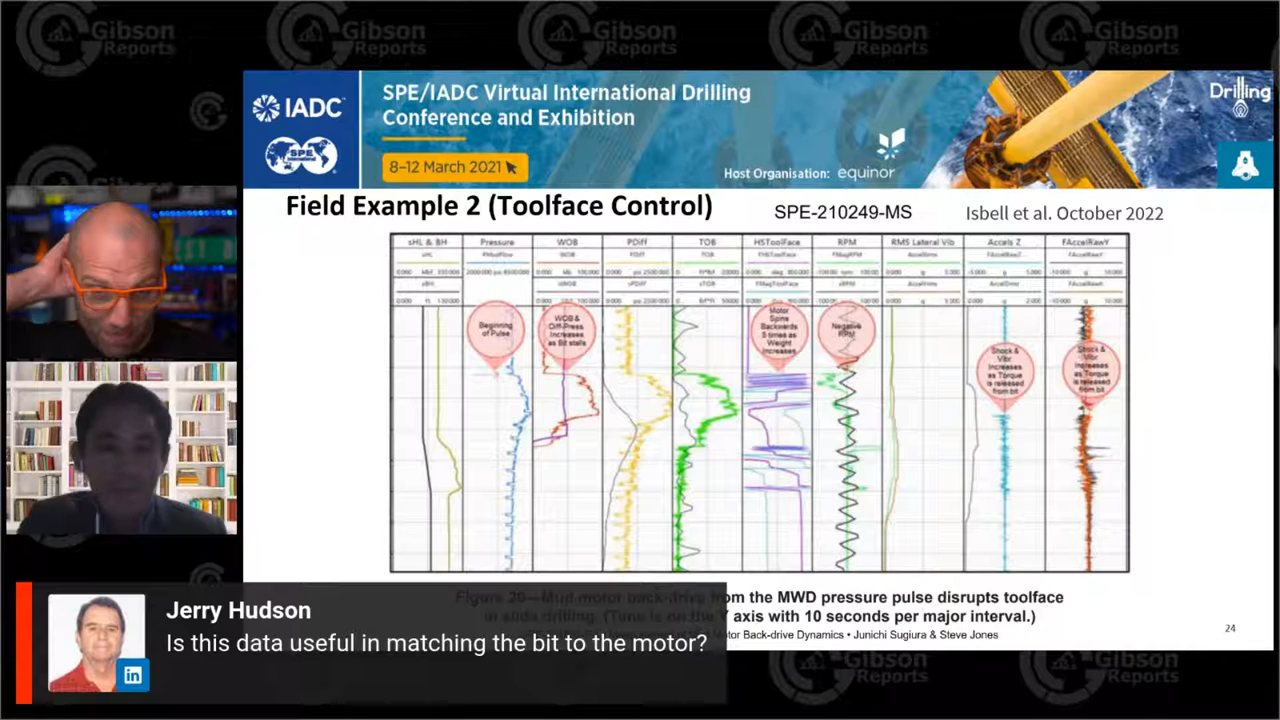 Gibson Reports
IADC
SPE International
SPE/IADC Virtual International Drilling
Conference and Exhibition
8–12 March 2021
Host Organisation: equinor
Drilling
Field Example 2 (Toolface Control)
SPE-210249-MS
Isbell et al. October 2022
sHL & BH
Pressure
WOB
PDiff
TOB
HSToolFace
RPM
RMS Lateral Vib
Accels Z
FAccelRawY
Beginning
of Pulse
WOB &
Diff-Press
Increases
as Bit stalls
Motor
Spins
Backwards
5 times as
Weight
Increases
Negative
RPM
Shock &
Vibr
Increases
as Torque
is released
from bit
Shock &
Vibr
Increases
as Torque
is released
from bit
Figure 20—Mud motor back-drive from the MWD pressure pulse disrupts toolface
in slide drilling. (Time is on the Y axis with 10 seconds per major interval.)
Motor Back-drive Dynamics • Junichi Sugiura & Steve Jones
24
Jerry Hudson
Is this data useful in matching the bit to the motor?
in